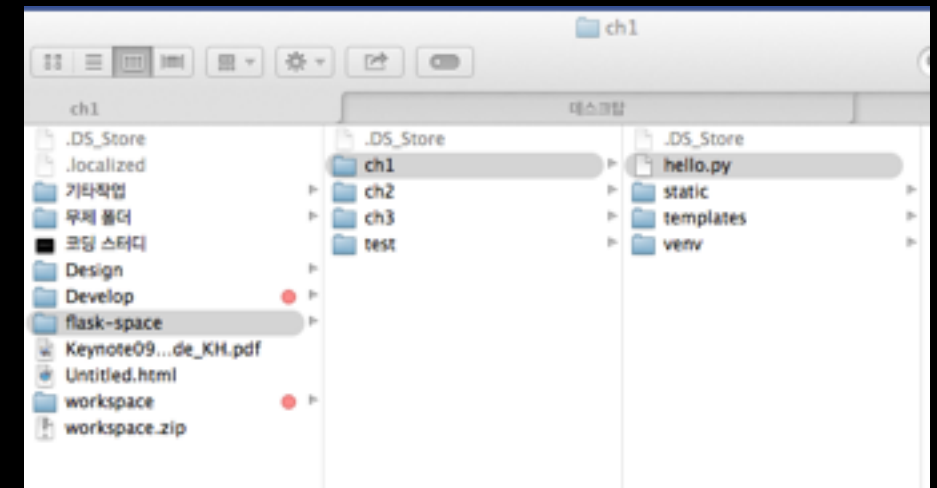 ch1
ch1
데스크탑
.DS_Store
.localized
기타작업
무제 폴더
코딩 스터디
Design
Develop
flask-space
Keynote09...de_KH.pdf
Untitled.html
workspace
workspace.zip
.DS_Store
ch1
ch2
ch3
test
.DS_Store
hello.py
static
templates
venv